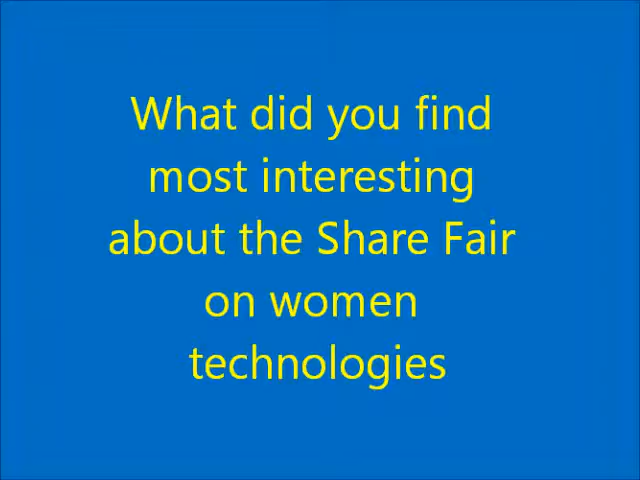 What did you find
most interesting
about the Share Fair
on women
technologies